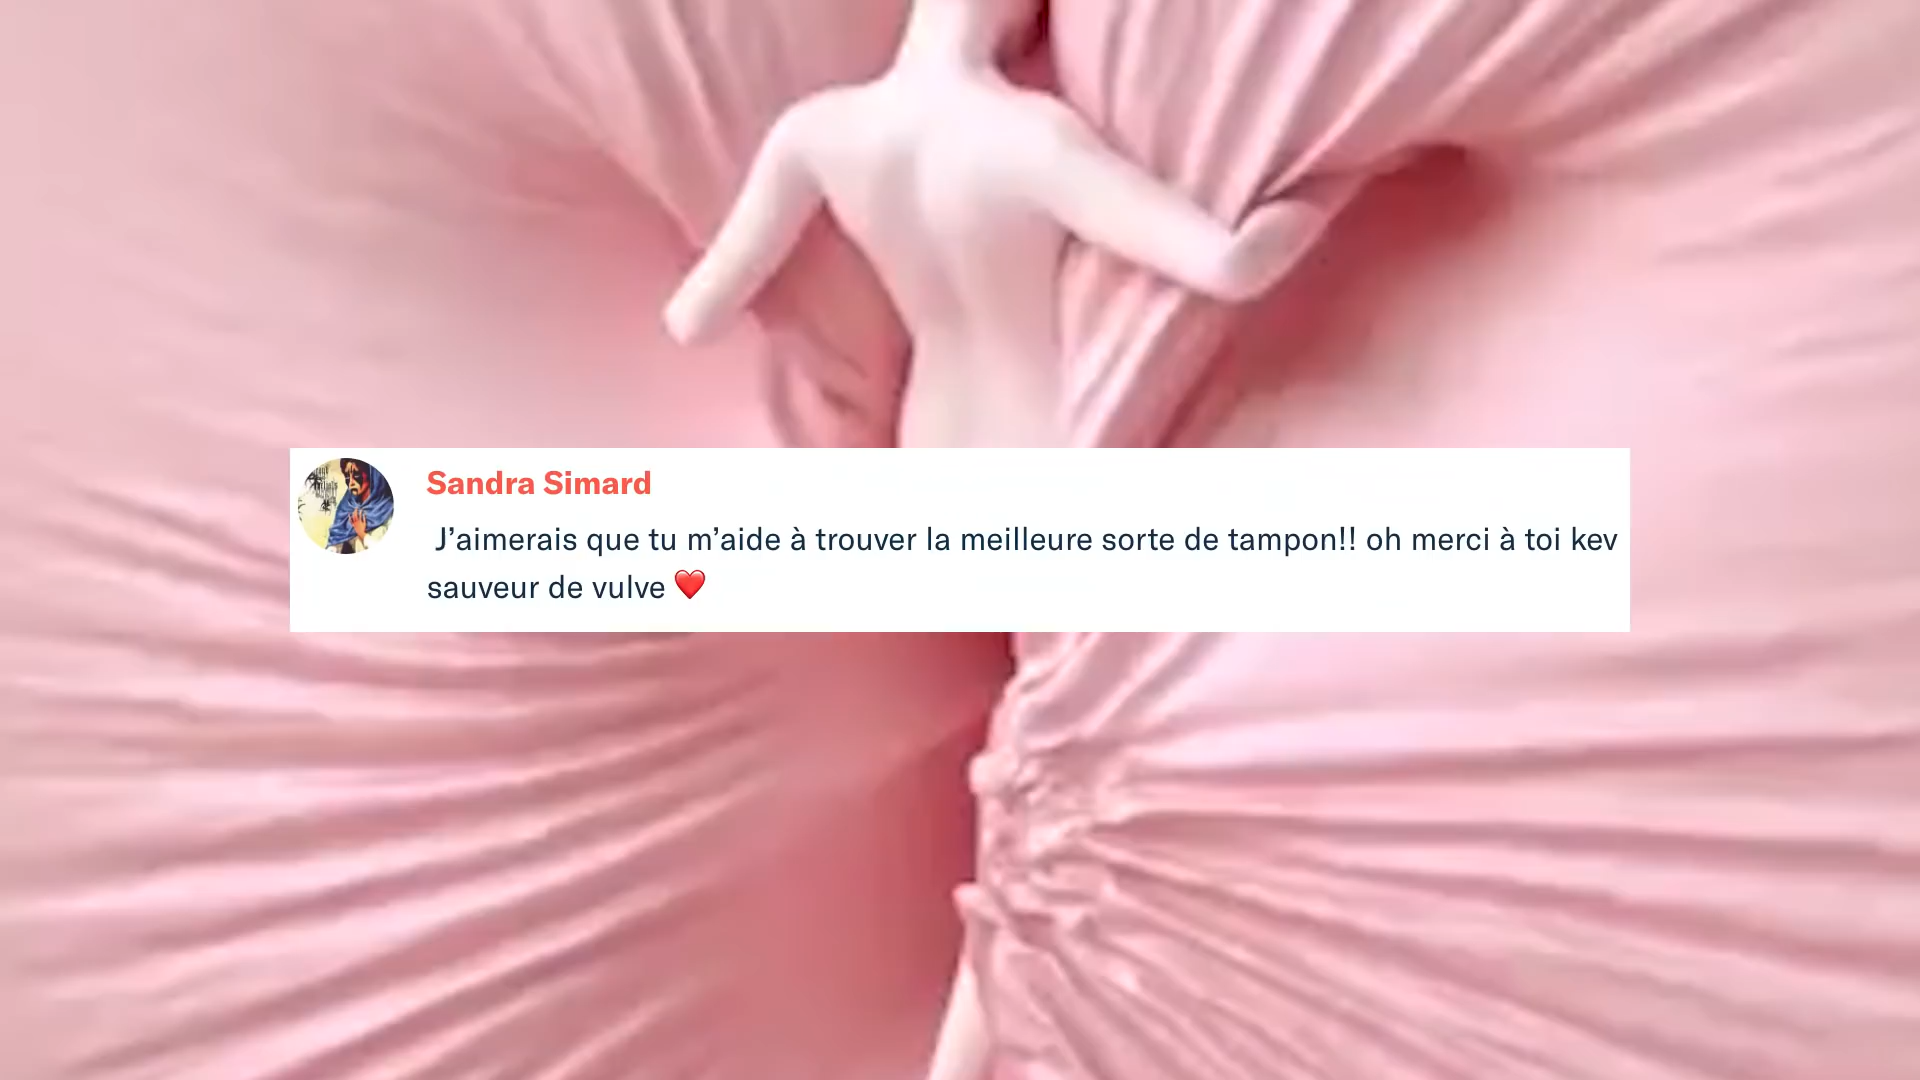 Sandra Simard
J’aimerais que tu m’aide à trouver la meilleure sorte de tampon!! oh merci à toi kev
sauveur de vulve ❤️